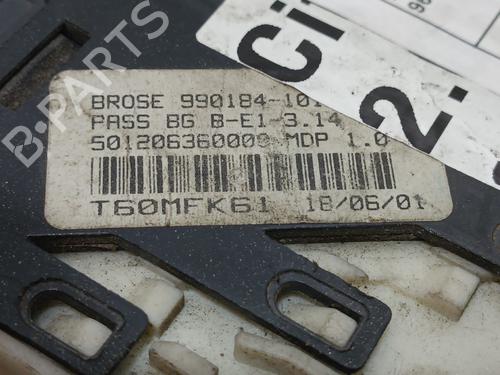 BROSE 990184-101
PASS BG B-E1-3.14
501206360009 MDP 1.0
T60MFK61 18/06/01
Ci
2.
B-PARTS